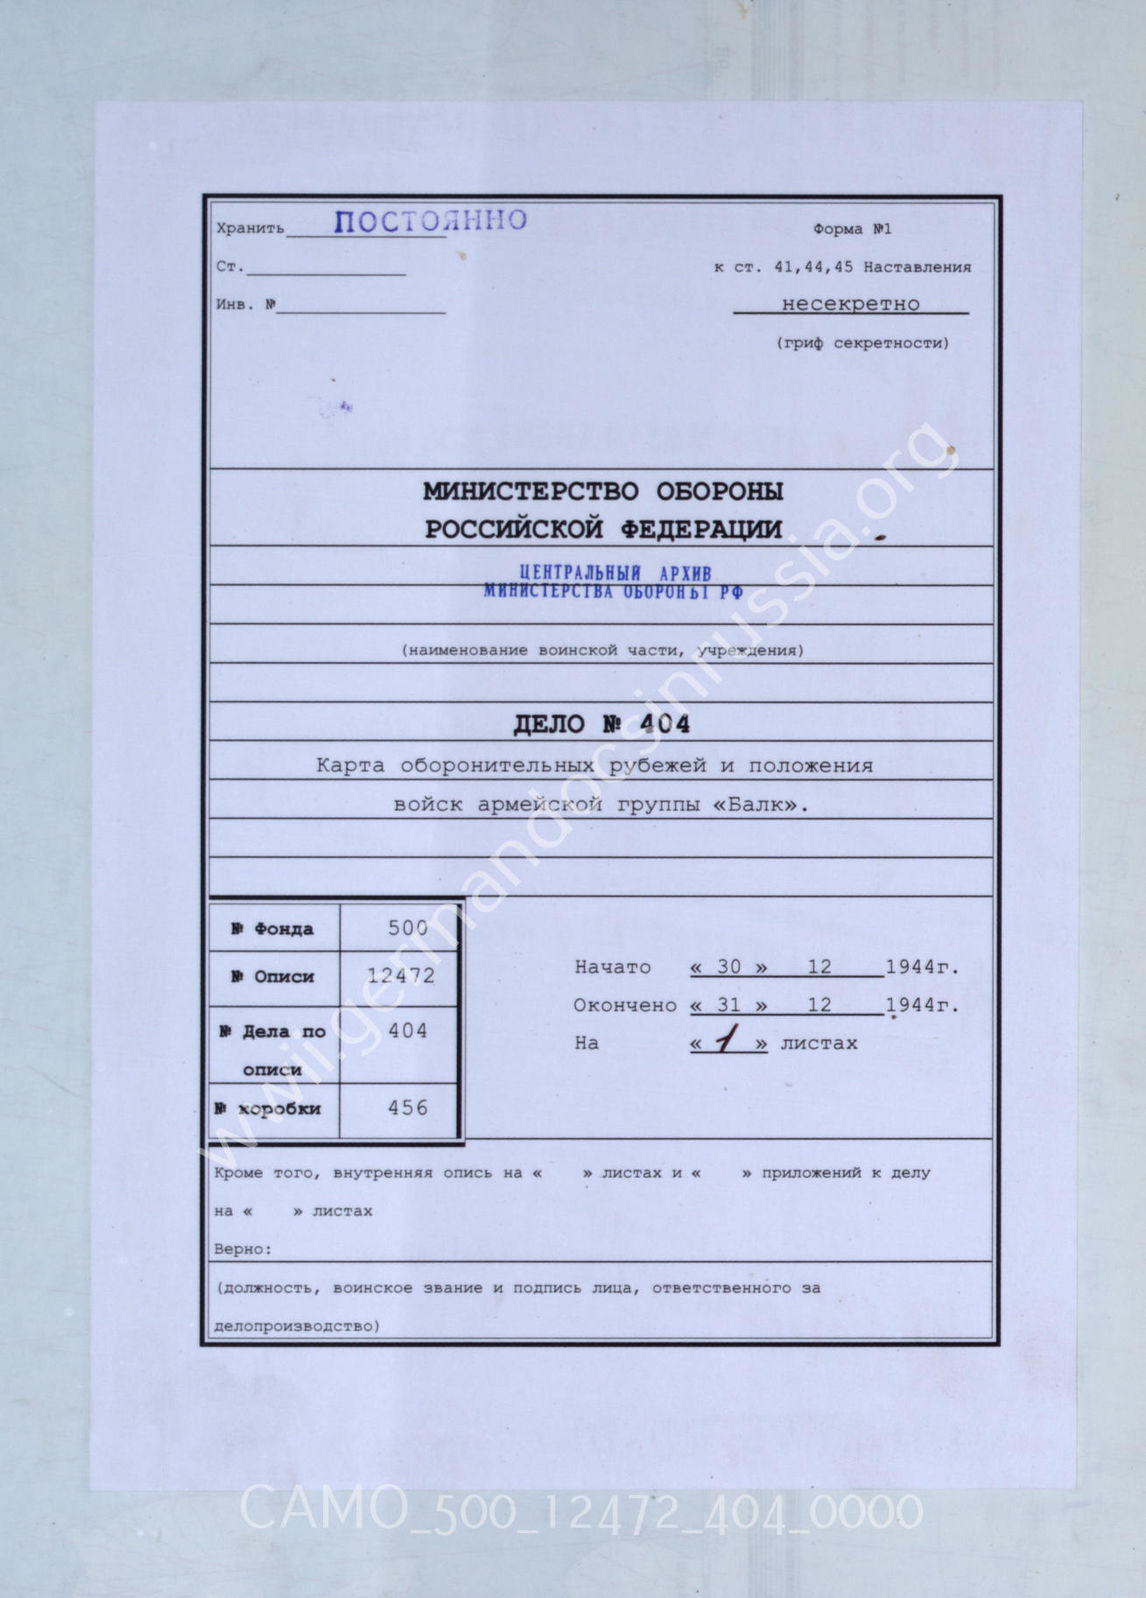 Хранить ПОСТОЯННО
Форма №1
Ст.
к ст. 41,44,45 Наставления
Инв. №
несекретно
(гриф секретности)
МИНИСТЕРСТВО ОБОРОНЫ
РОССИЙСКОЙ ФЕДЕРАЦИИ
ЦЕНТРАЛЬНЫЙ АРХИВ
МИНИСТЕРСТВА ОБОРОНЫ РФ
(наименование воинской части, учреждения)
ДЕЛО № 404
Карта оборонительных рубежей и положения
войск армейской группы «Балк».
№ Фонда 500
№ Описи 12472
№ Дела по описи 404
№ коробки 456
Начато « 30 » 12 1944г.
Окончено « 31 » 12 1944г.
На « 1 » листах
Кроме того, внутренняя опись на « » листах и « » приложений к делу
на « » листах
Верно:
(должность, воинское звание и подпись лица, ответственного за
делопроизводство)
wwii.germandocsinrussia.org
CAMO_500_12472_404_0000